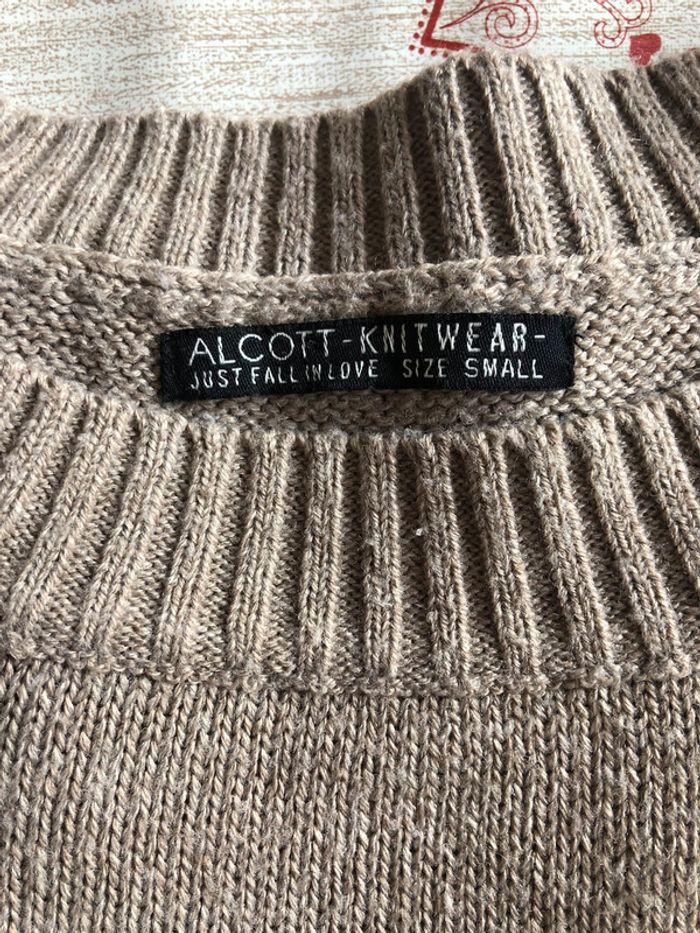 ALCOTT -KNITWEAR-
JUST FALL IN LOVE SIZE SMALL